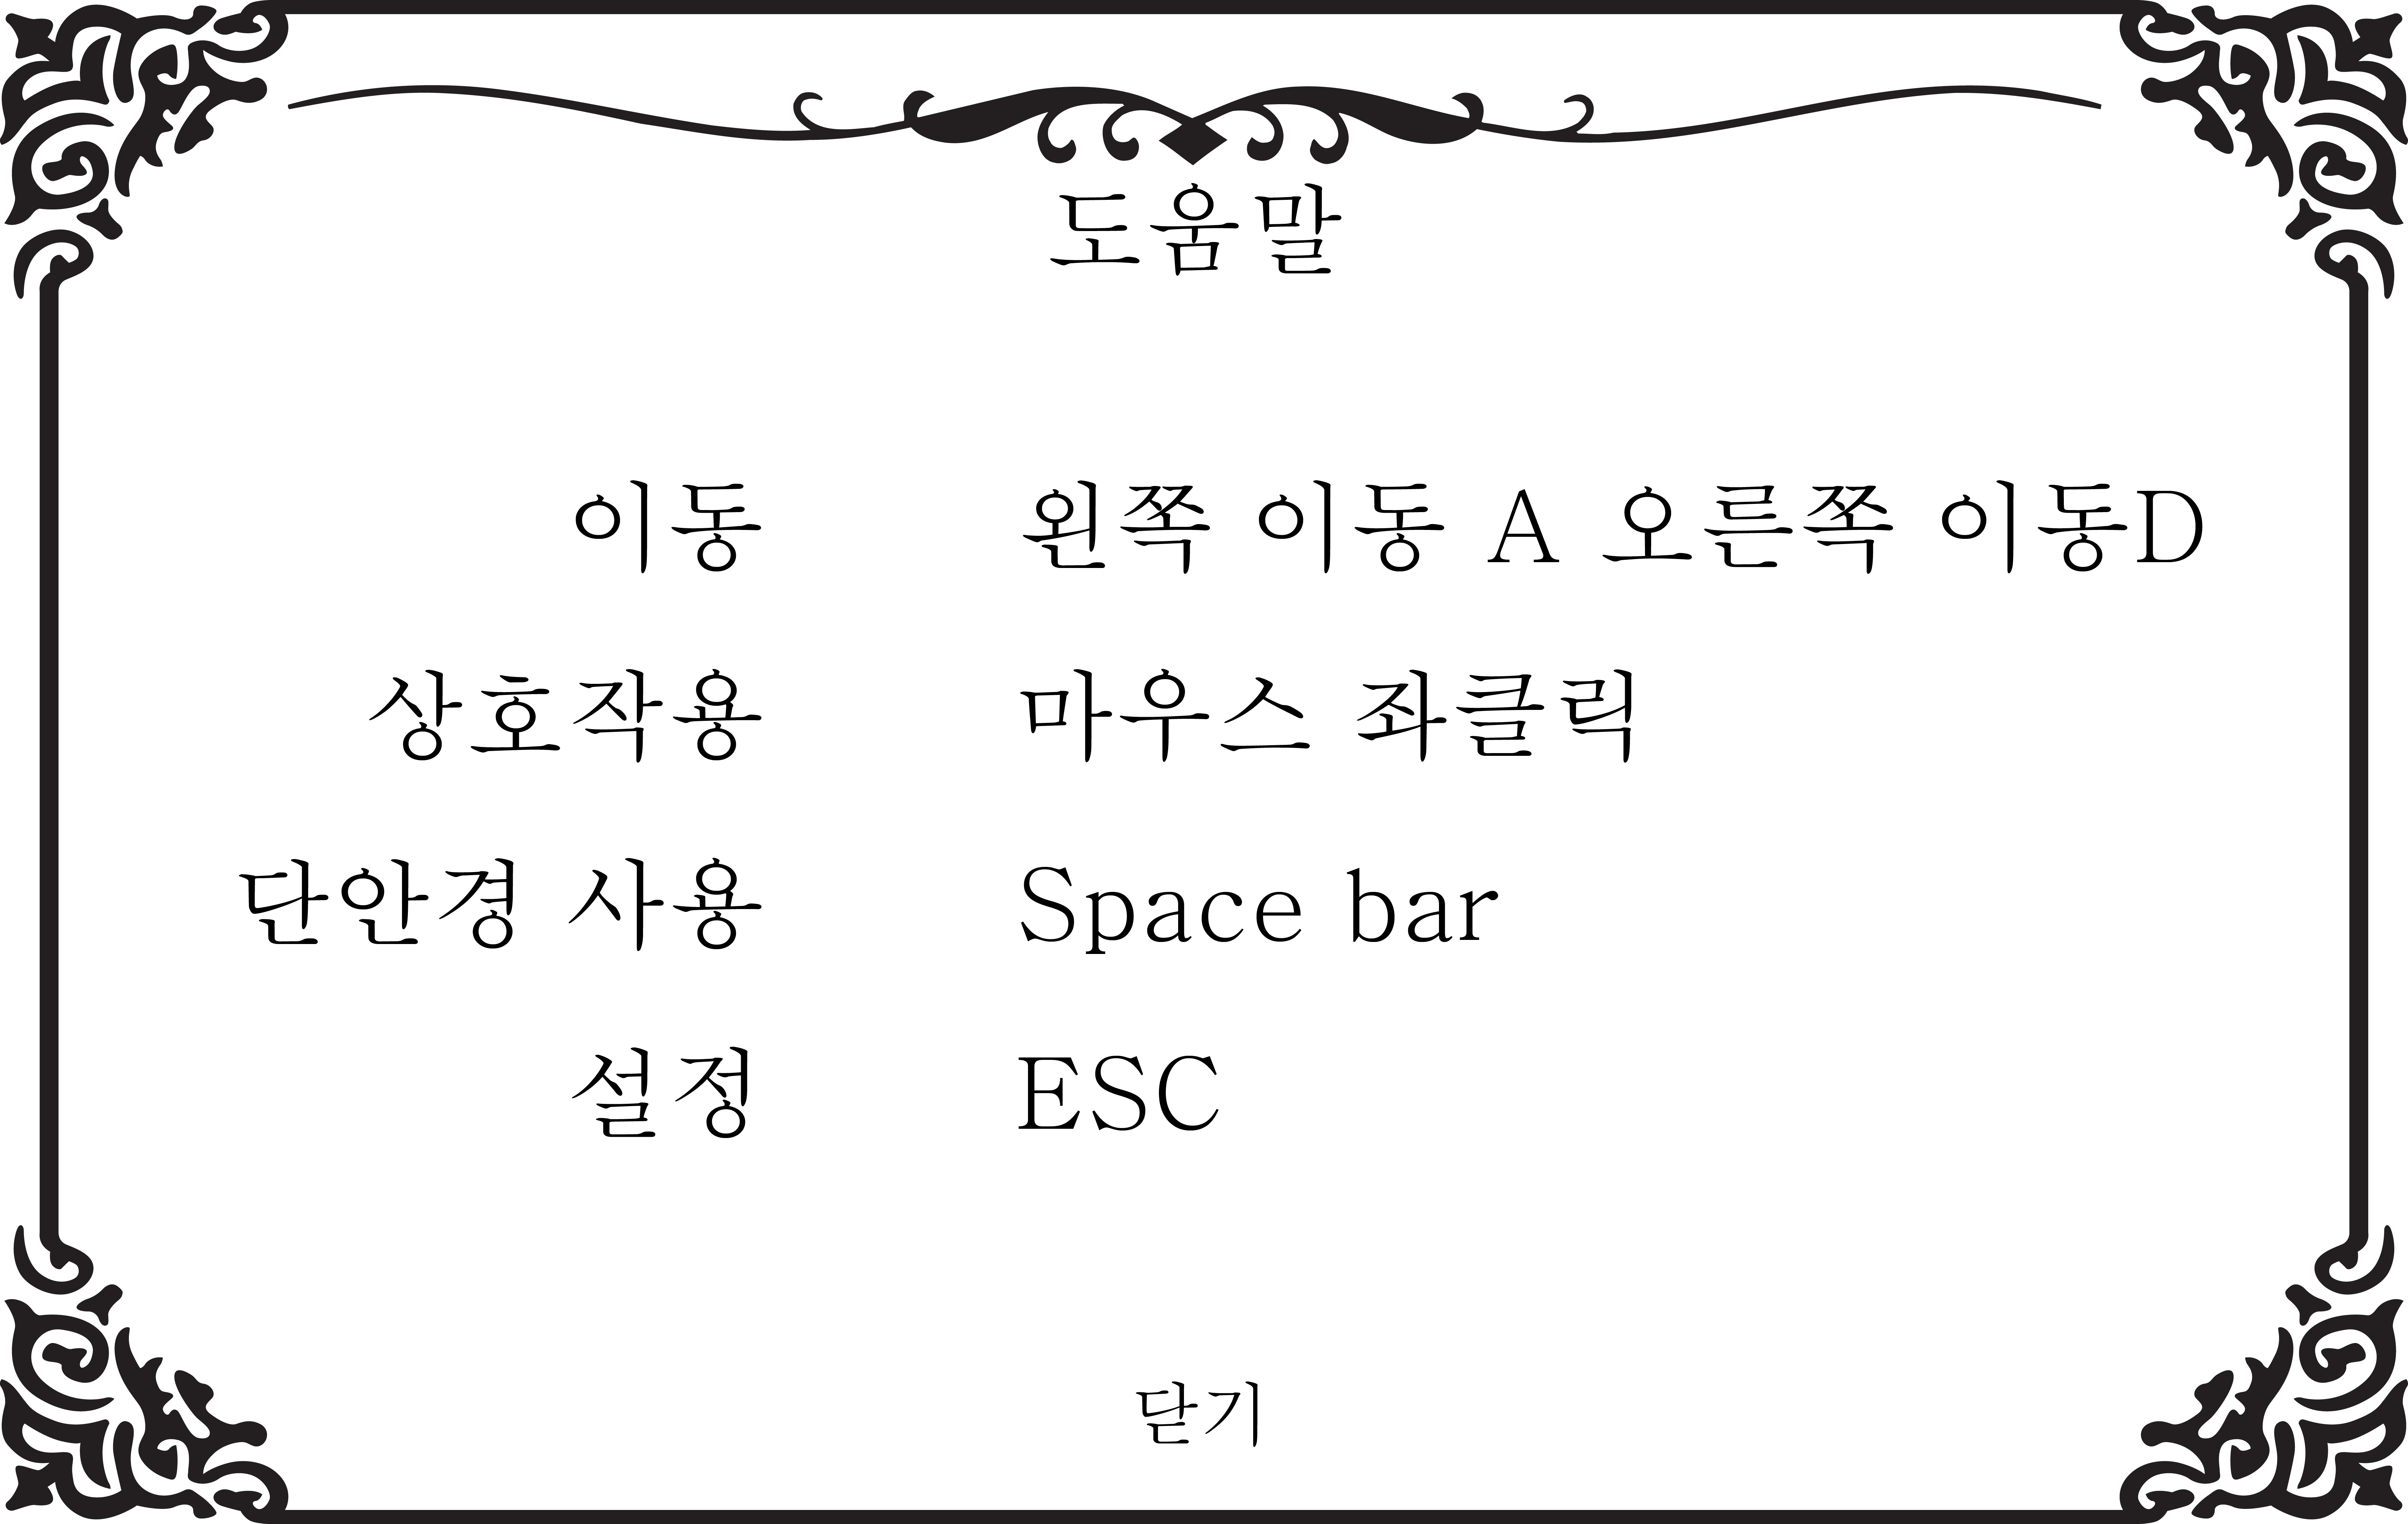 도움말
이동 왼쪽 이동 A 오른쪽 이동D
상호작용 마우스 좌클릭
단안경 사용 Space bar
설정 ESC
닫기